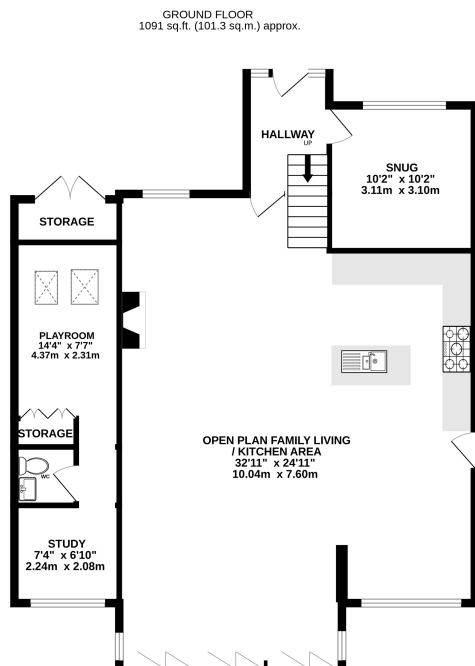 GROUND FLOOR
1091 sq.ft. (101.3 sq.m.) approx.
HALLWAY
UP
SNUG
10'2" x 10'2"
3.11m x 3.10m
STORAGE
PLAYROOM
14'4" x 7'7"
4.37m x 2.31m
STORAGE
WC
OPEN PLAN FAMILY LIVING
/ KITCHEN AREA
32'11" x 24'11"
10.04m x 7.60m
STUDY
7'4" x 6'10"
2.24m x 2.08m